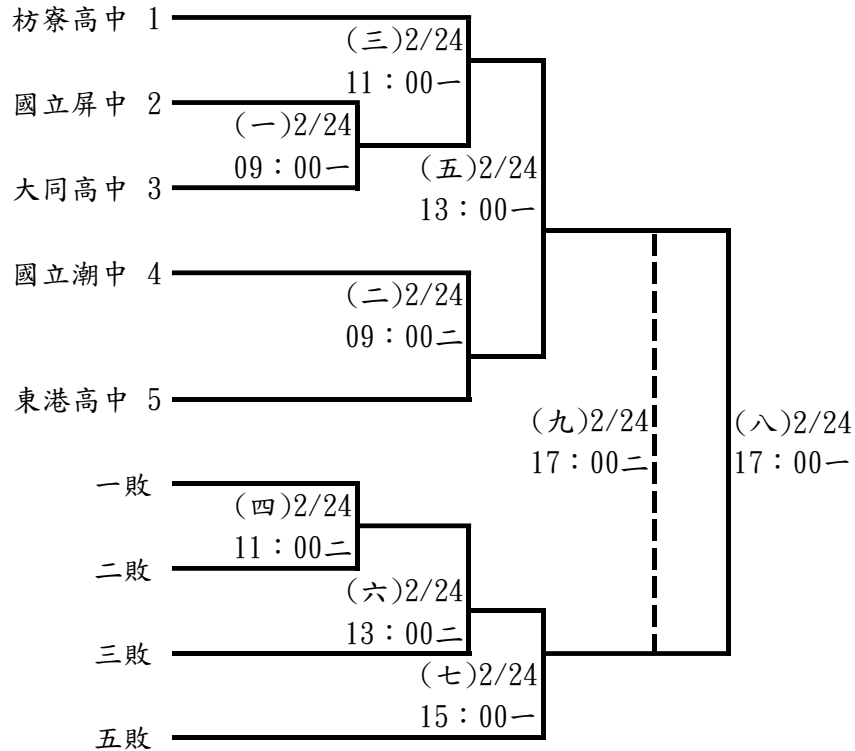 枋寮高中 1
(三)2/24
11：00一
國立屏中 2
(一)2/24
09：00一
大同高中 3
(五)2/24
13：00一
國立潮中 4
(二)2/24
09：00二
東港高中 5
(九)2/24
17：00二
(八)2/24
17：00一
一敗
(四)2/24
11：00二
二敗
(六)2/24
13：00二
三敗
(七)2/24
15：00一
五敗